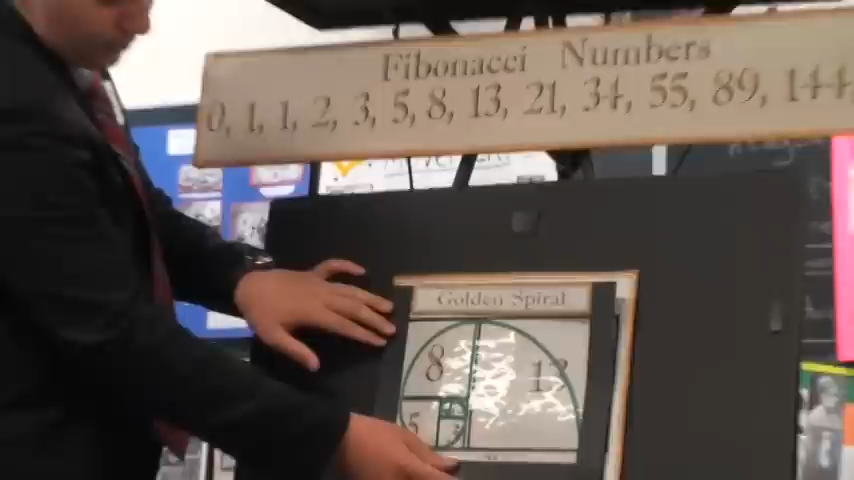 Fibonacci Numbers
0, 1, 1, 2, 3, 5, 8, 13, 21, 34, 55, 89, 144,
Golden Spiral
8 13
5